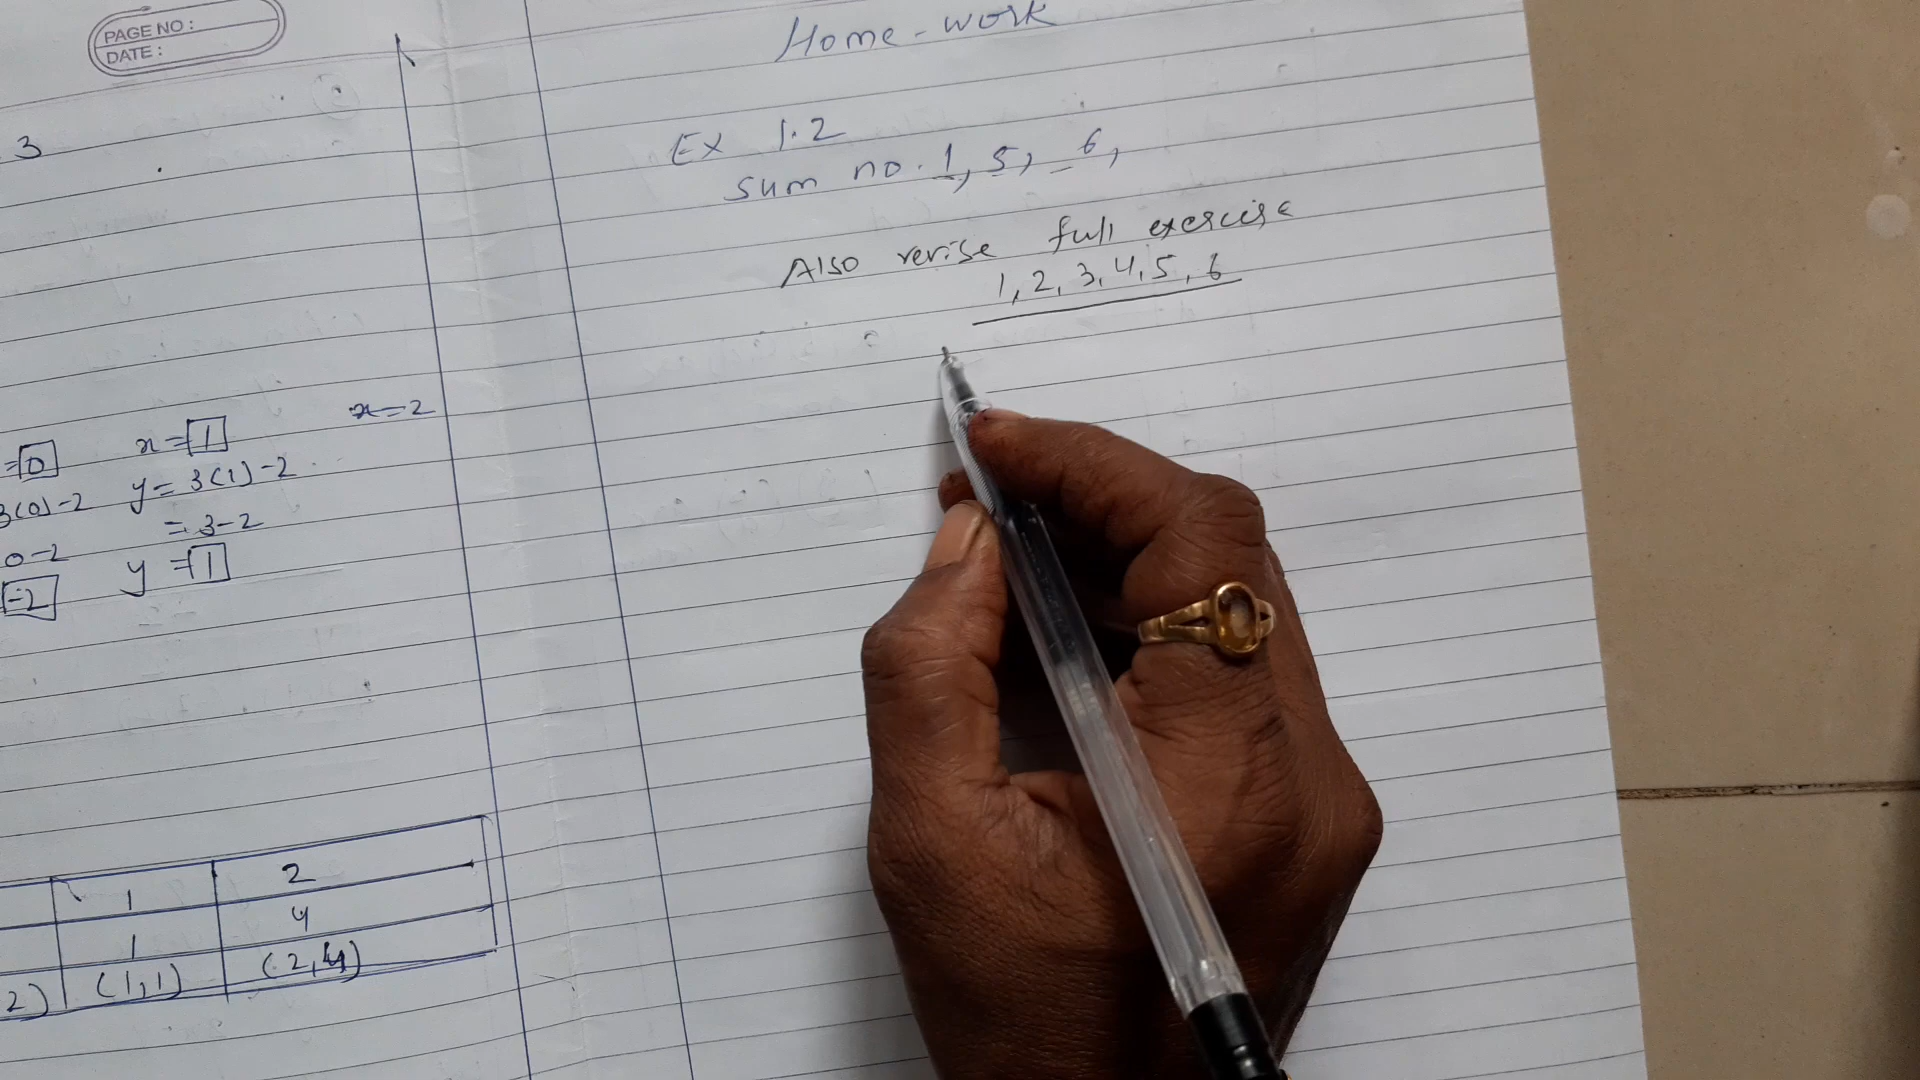 PAGE NO :
DATE :
3
=0
3(0)-2
0-2
-2
x=1
y=3(1)-2
=3-2
y=1
x=2
1 2
1 4
2) (1,1) (2,4)
Home-work
Ex 1.2
sum no. 1, 5, 6,
Also revise full exercise
1,2,3,4,5,6